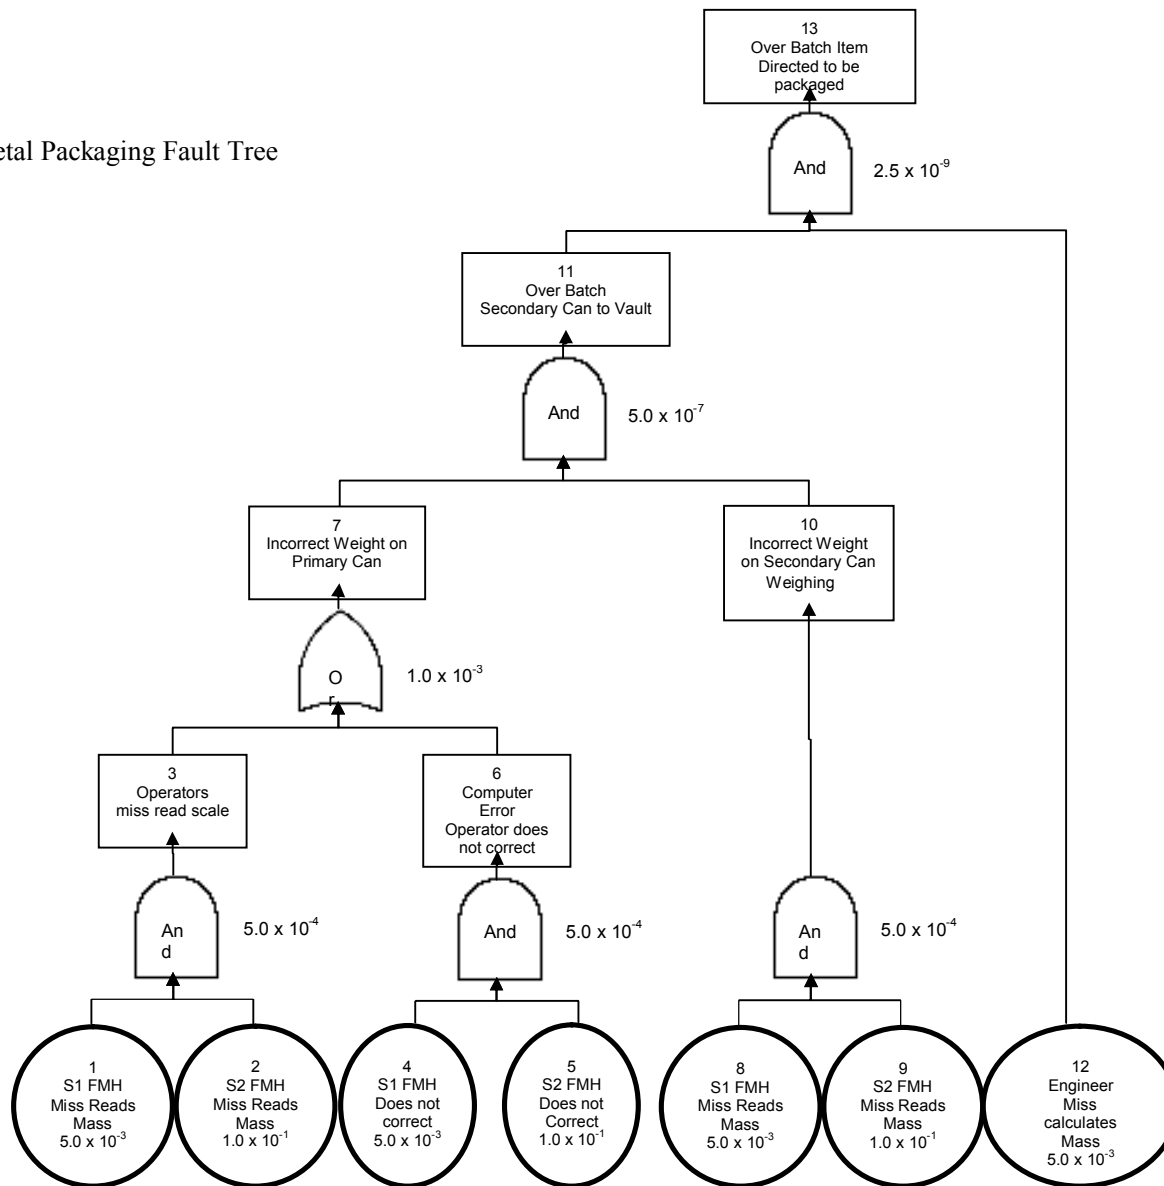 13
Over Batch Item
Directed to be
packaged
etal Packaging Fault Tree
And
2.5 x 10⁻⁹
11
Over Batch
Secondary Can to Vault
And
5.0 x 10⁻⁷
7
Incorrect Weight on
Primary Can
10
Incorrect Weight
on Secondary Can
Weighing
O
r
1.0 x 10⁻³
3
Operators
miss read scale
6
Computer
Error
Operator does
not correct
An
d
5.0 x 10⁻⁴
And
5.0 x 10⁻⁴
An
d
5.0 x 10⁻⁴
1
S1 FMH
Miss Reads
Mass
5.0 x 10⁻³
2
S2 FMH
Miss Reads
Mass
1.0 x 10⁻¹
4
S1 FMH
Does not
correct
5.0 x 10⁻³
5
S2 FMH
Does not
Correct
1.0 x 10⁻¹
8
S1 FMH
Miss Reads
Mass
5.0 x 10⁻³
9
S2 FMH
Miss Reads
Mass
1.0 x 10⁻¹
12
Engineer
Miss
calculates
Mass
5.0 x 10⁻³